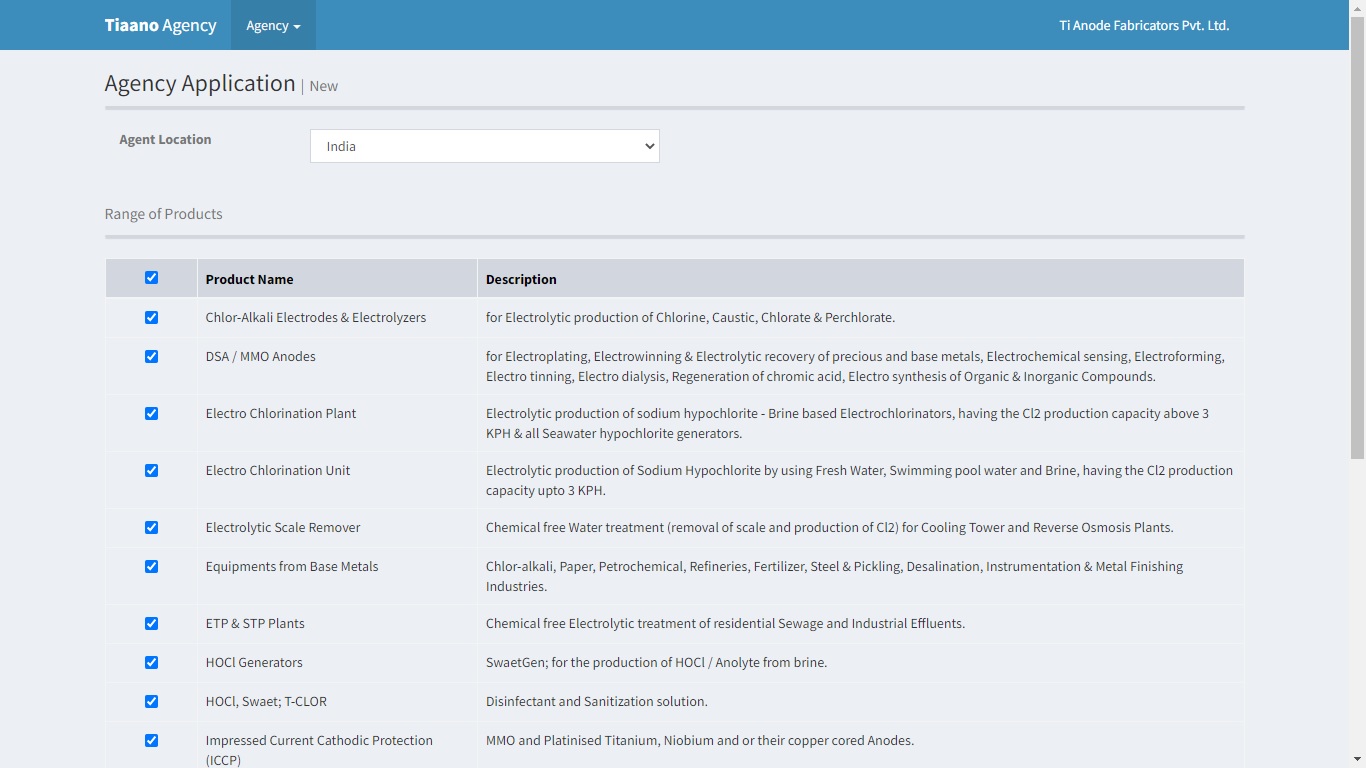 Tiaano Agency Agency Ti Anode Fabricators Pvt. Ltd.
Agency Application | New
Agent Location India
Range of Products
Product Name Description
Chlor-Alkali Electrodes & Electrolyzers for Electrolytic production of Chlorine, Caustic, Chlorate & Perchlorate.
DSA / MMO Anodes for Electroplating, Electrowinning & Electrolytic recovery of precious and base metals, Electrochemical sensing, Electroforming,
Electro tinning, Electro dialysis, Regeneration of chromic acid, Electro synthesis of Organic & Inorganic Compounds.
Electro Chlorination Plant Electrolytic production of sodium hypochlorite - Brine based Electrochlorinators, having the Cl2 production capacity above 3
KPH & all Seawater hypochlorite generators.
Electro Chlorination Unit Electrolytic production of Sodium Hypochlorite by using Fresh Water, Swimming pool water and Brine, having the Cl2 production
capacity upto 3 KPH.
Electrolytic Scale Remover Chemical free Water treatment (removal of scale and production of Cl2) for Cooling Tower and Reverse Osmosis Plants.
Equipments from Base Metals Chlor-alkali, Paper, Petrochemical, Refineries, Fertilizer, Steel & Pickling, Desalination, Instrumentation & Metal Finishing
Industries.
ETP & STP Plants Chemical free Electrolytic treatment of residential Sewage and Industrial Effluents.
HOCl Generators SwaetGen; for the production of HOCl / Anolyte from brine.
HOCl, Swaet; T-CLOR Disinfectant and Sanitization solution.
Impressed Current Cathodic Protection MMO and Platinised Titanium, Niobium and or their copper cored Anodes.
(ICCP)